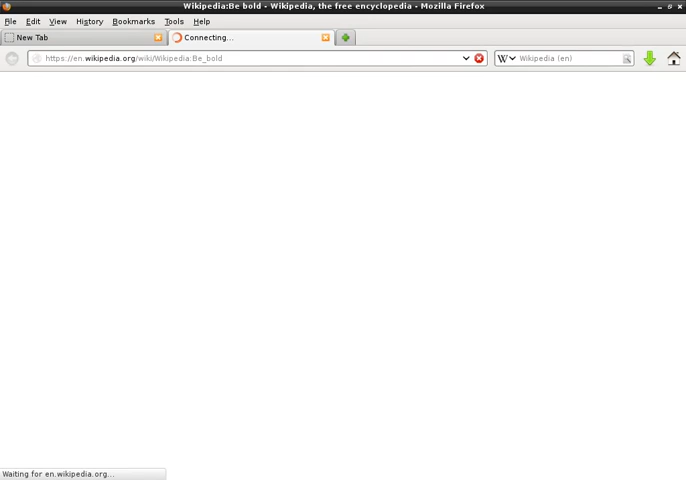 Wikipedia:Be bold - Wikipedia, the free encyclopedia - Mozilla Firefox
File Edit View History Bookmarks Tools Help
New Tab Connecting...
https://en.wikipedia.org/wiki/Wikipedia:Be_bold W Wikipedia (en)
Waiting for en.wikipedia.org...